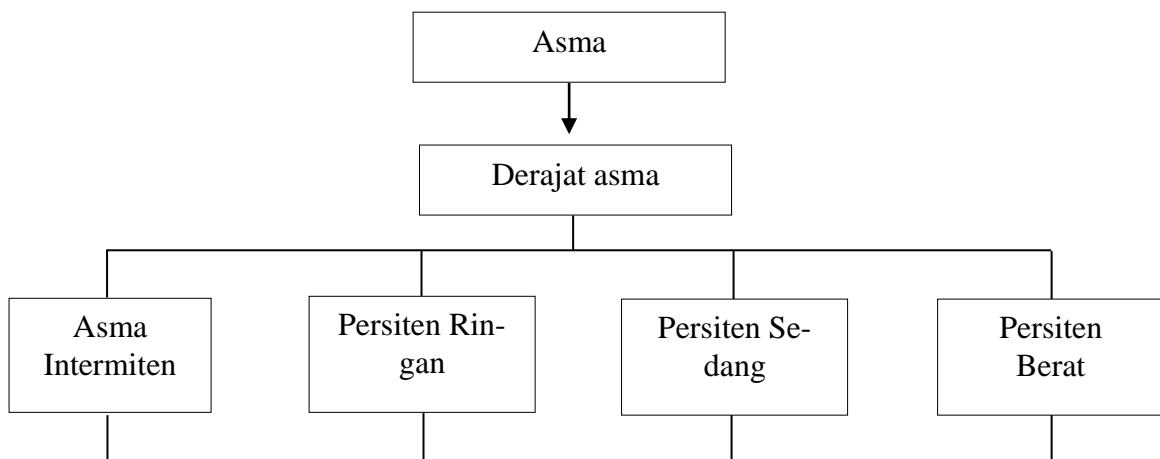 Asma
Derajat asma
Asma
Intermiten
Persiten Rin-
gan
Persiten Se-
dang
Persiten
Berat